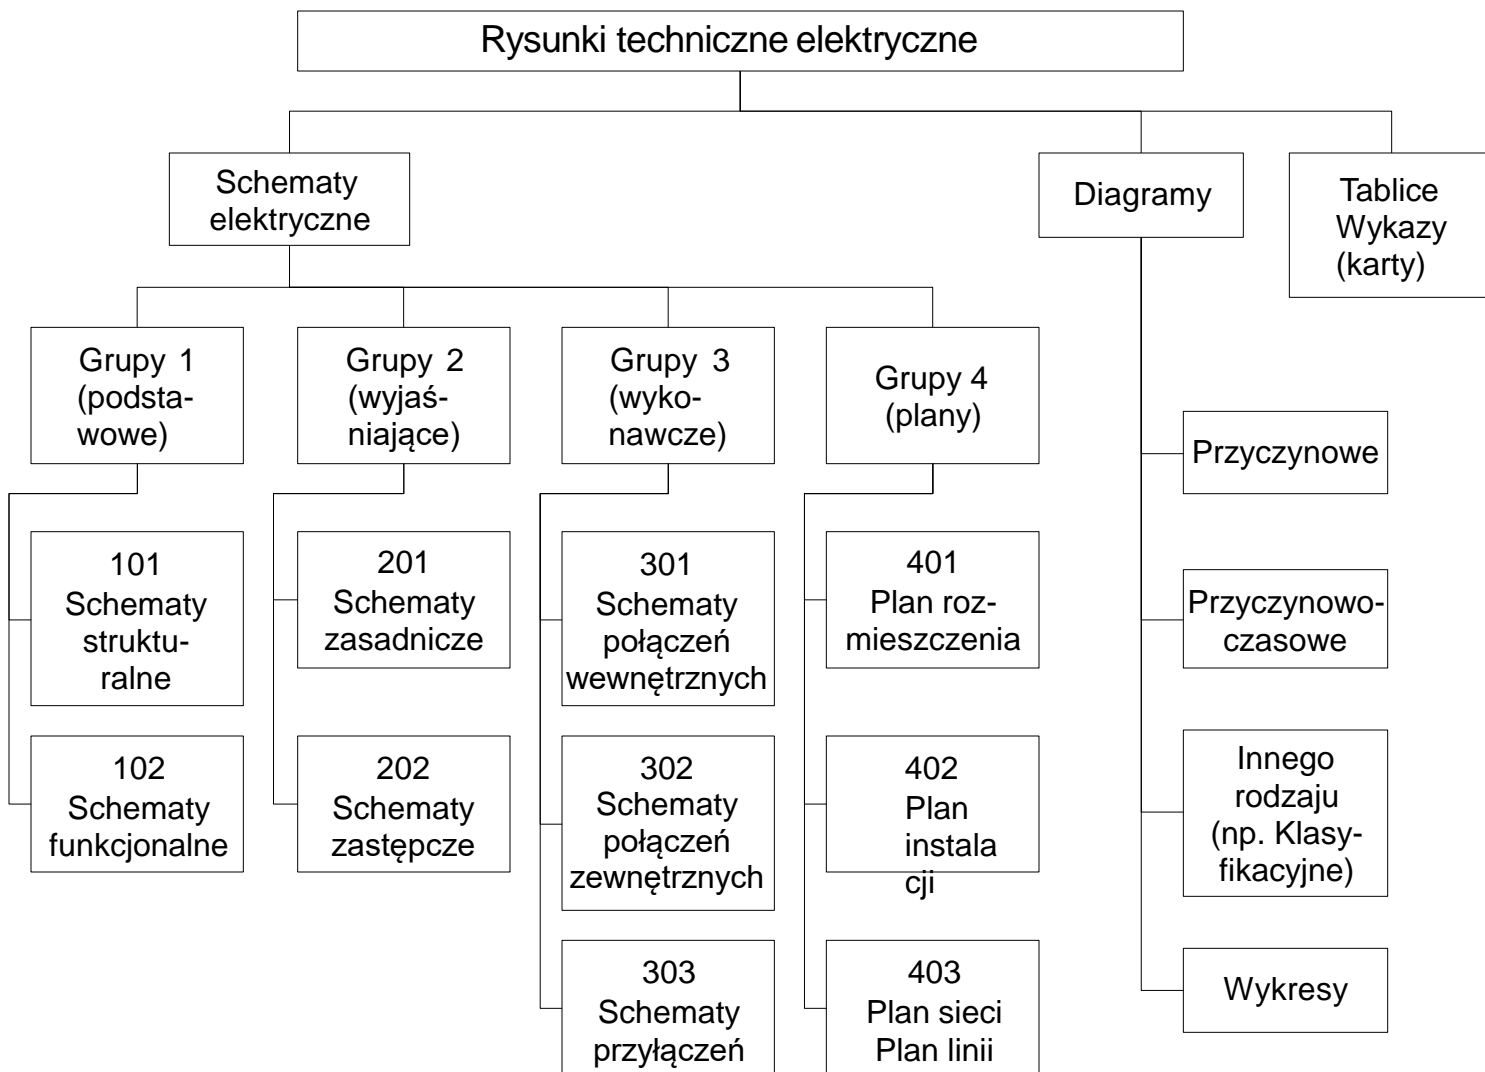 Rysunki techniczne elektryczne
Schematy
elektryczne
Diagramy
Tablice
Wykazy
(karty)
Grupy 1
(podsta-
wowe)
Grupy 2
(wyjaś-
niające)
Grupy 3
(wyko-
nawcze)
Grupy 4
(plany)
101
Schematy
struktu-
ralne
102
Schematy
funkcjonalne
201
Schematy
zasadnicze
202
Schematy
zastępcze
301
Schematy
połączeń
wewnętrznych
302
Schematy
połączeń
zewnętrznych
303
Schematy
przyłączeń
401
Plan roz-
mieszczenia
402
Plan
instala
cji
403
Plan sieci
Plan linii
Przyczynowe
Przyczynowo-
czasowe
Innego
rodzaju
(np. Klasy-
fikacyjne)
Wykresy